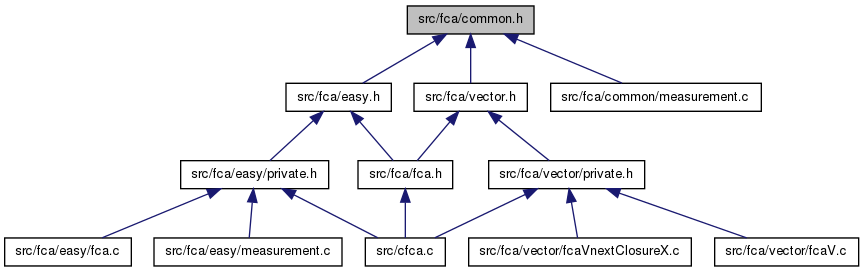 src/fca/common.h
src/fca/easy.h
src/fca/vector.h
src/fca/common/measurement.c
src/fca/easy/private.h
src/fca/fca.h
src/fca/vector/private.h
src/fca/easy/fca.c
src/fca/easy/measurement.c
src/cfca.c
src/fca/vector/fcaVnextClosureX.c
src/fca/vector/fcaV.c